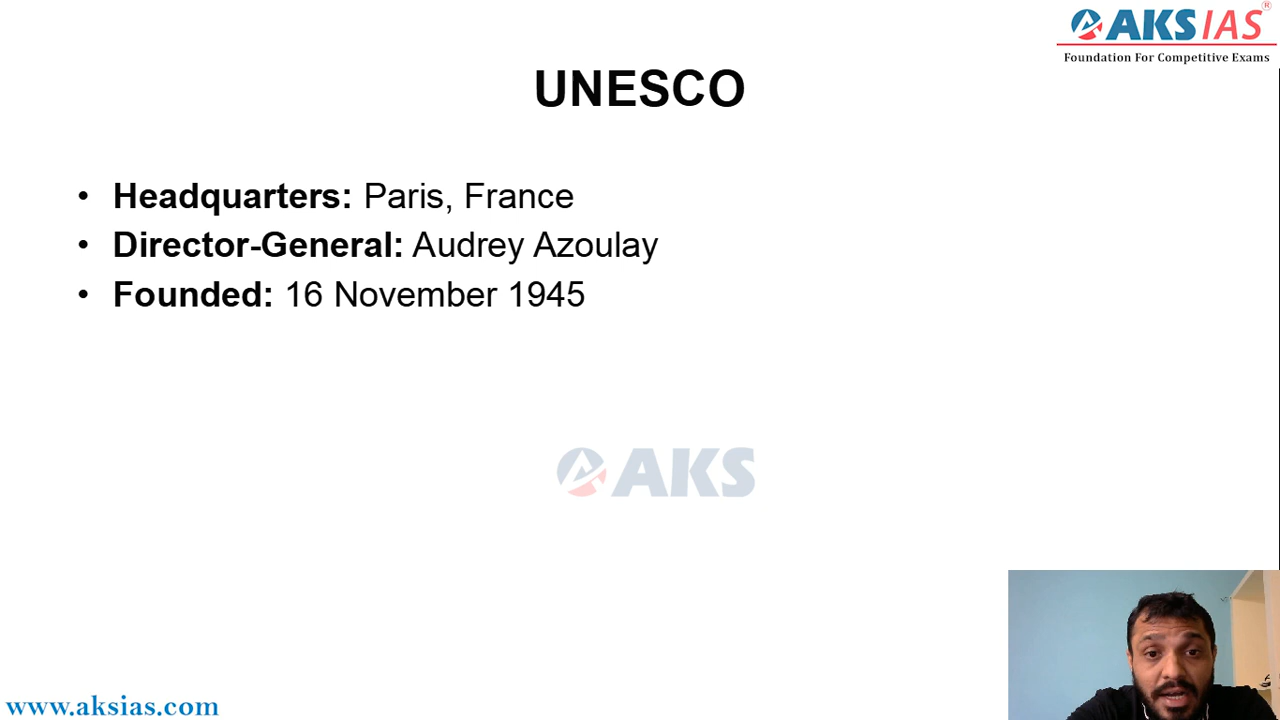 AKS IAS ®
Foundation For Competitive Exams
UNESCO
• Headquarters: Paris, France
• Director-General: Audrey Azoulay
• Founded: 16 November 1945
AKS
www.aksias.com